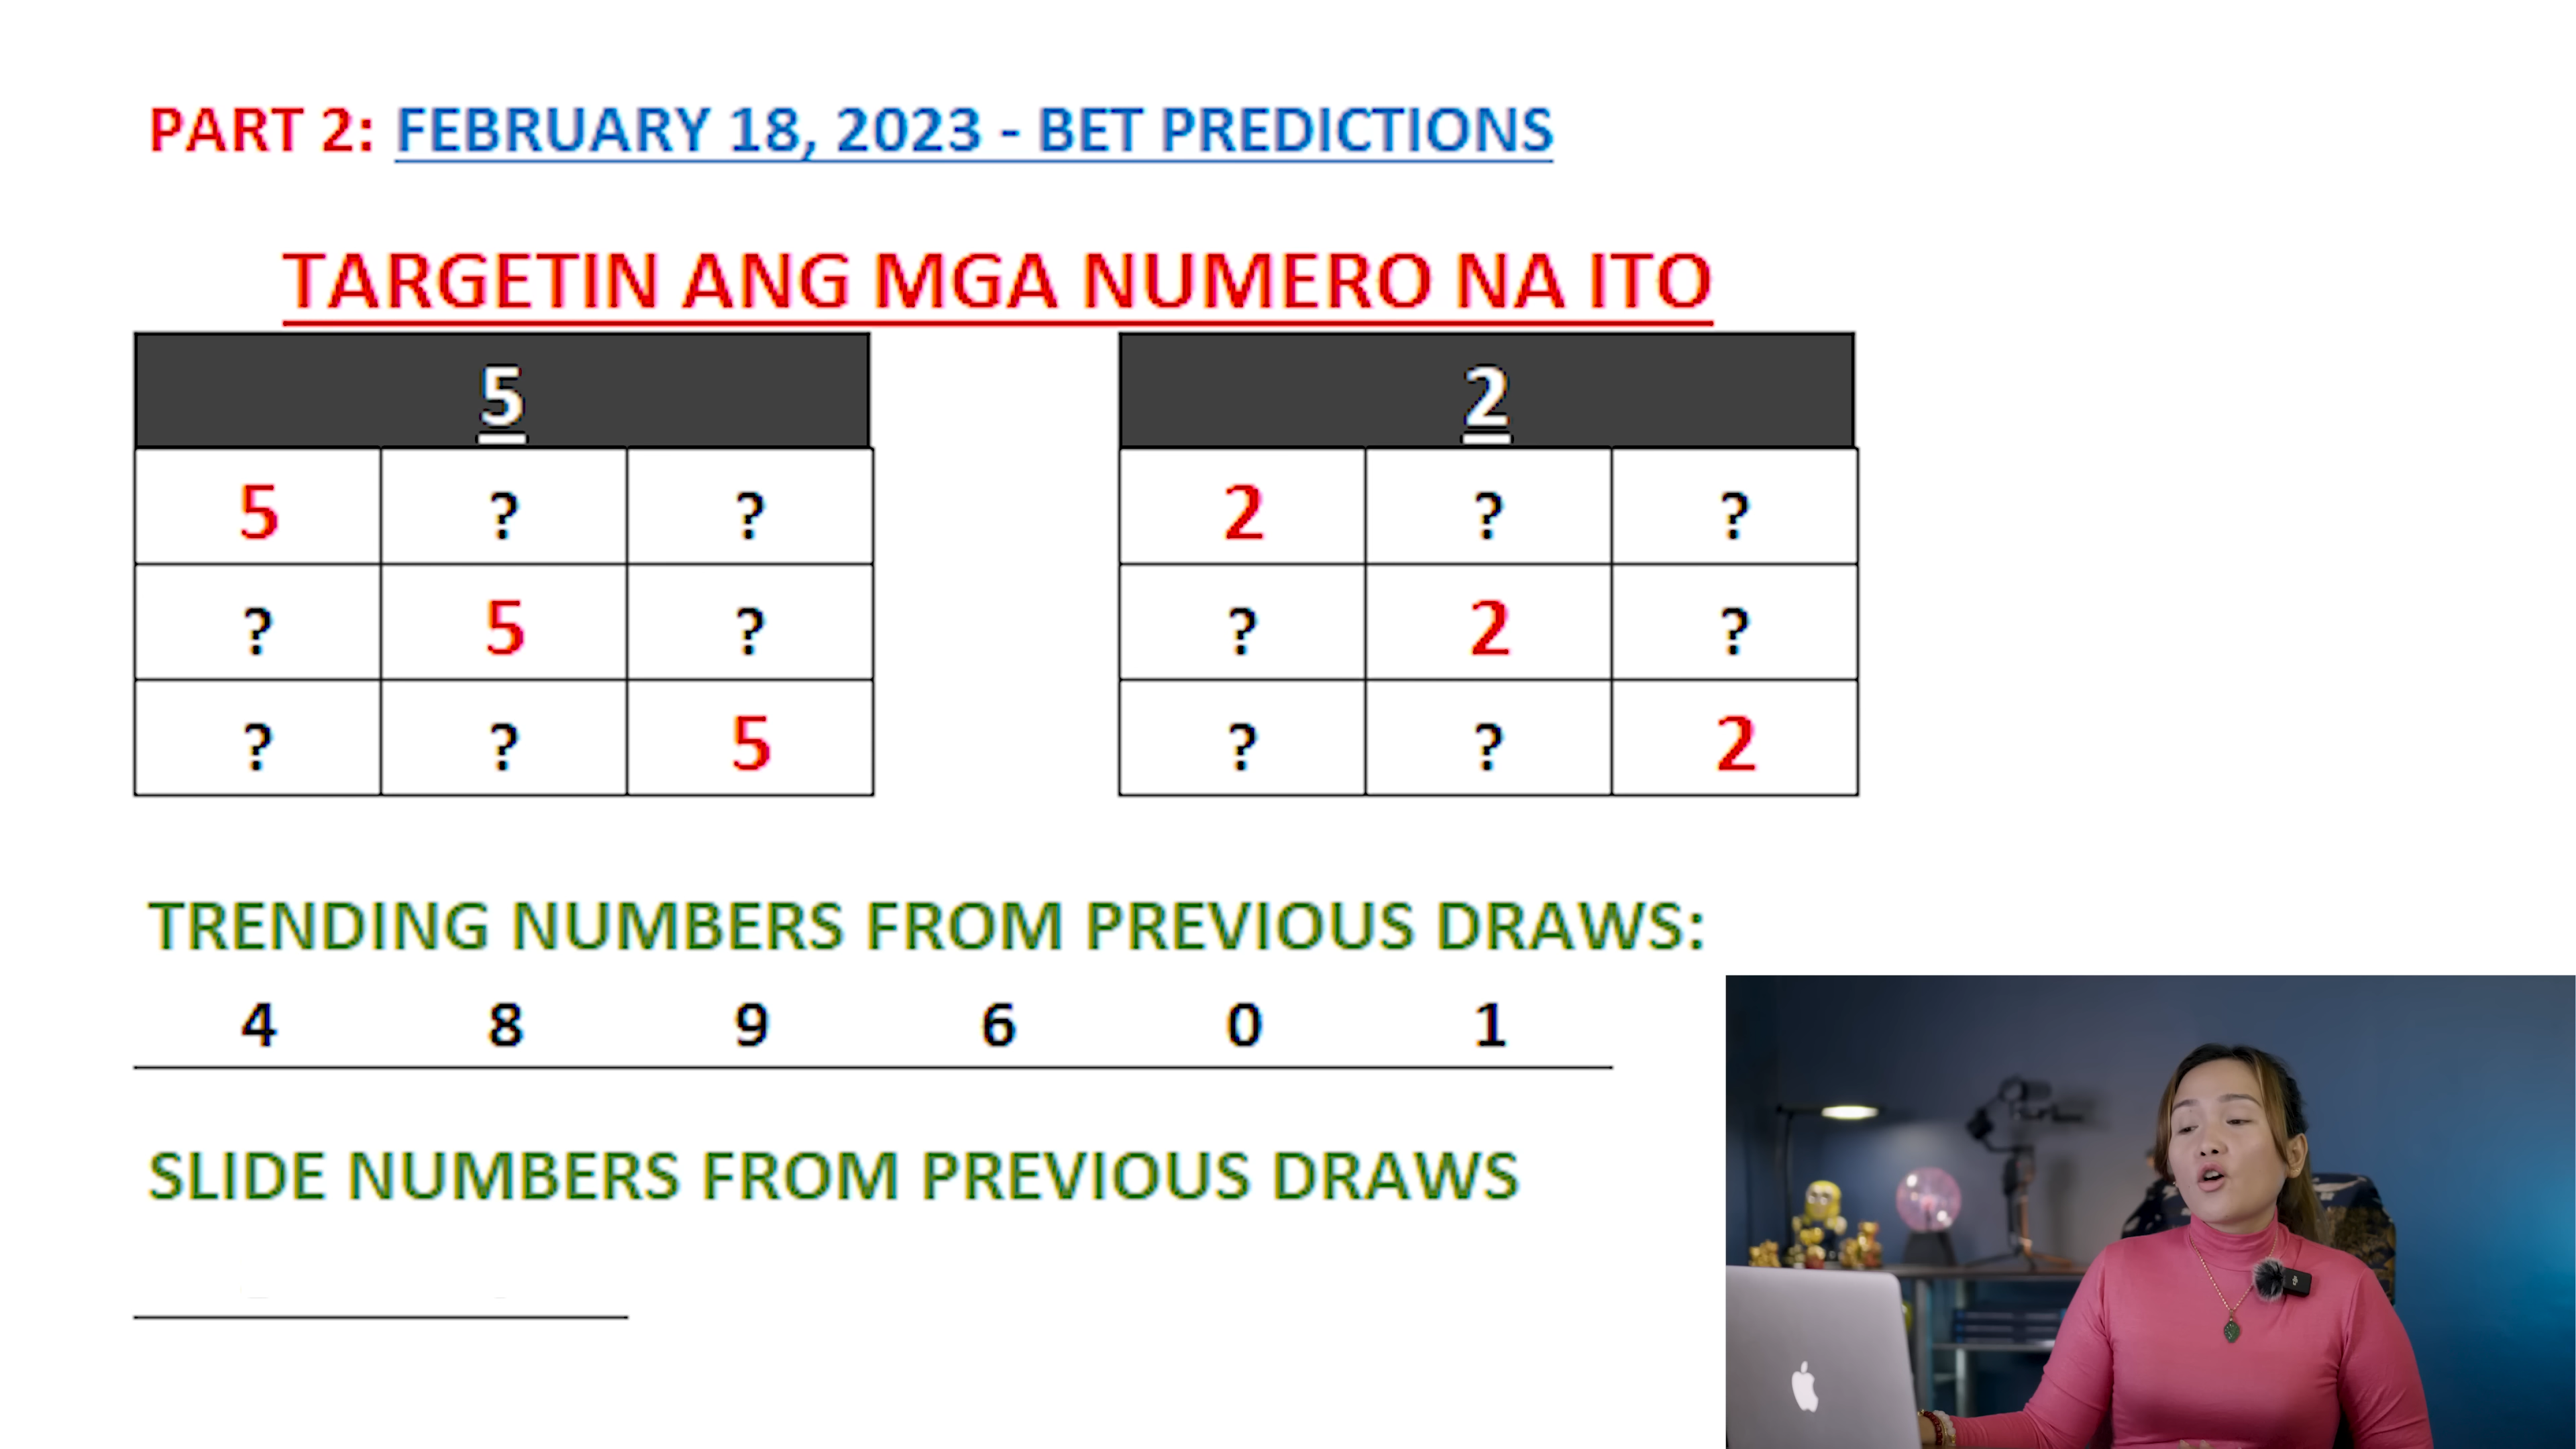 PART 2: FEBRUARY 18, 2023 - BET PREDICTIONS
TARGETIN ANG MGA NUMERO NA ITO
5
5 ? ?
? 5 ?
? ? 5
2
2 ? ?
? 2 ?
? ? 2
TRENDING NUMBERS FROM PREVIOUS DRAWS:
4 8 9 6 0 1
SLIDE NUMBERS FROM PREVIOUS DRAWS